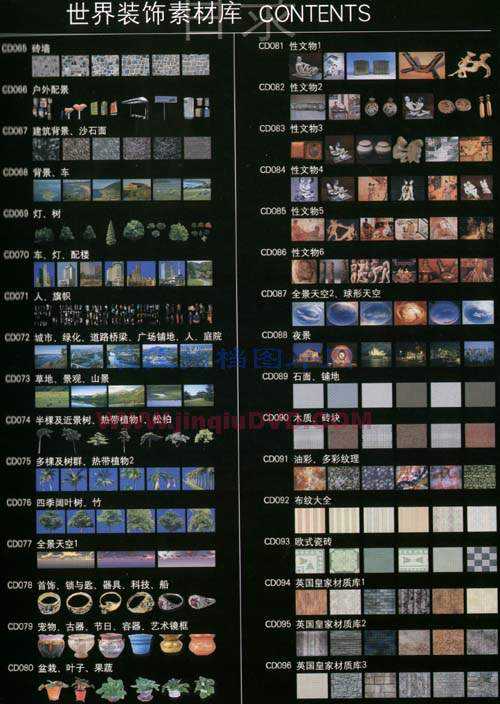 目录
世界装饰素材库 CONTENTS
CD065 砖墙
CD066 户外配景
CD067 建筑背景、沙石面
CD068 背景、车
CD069 灯、树
CD070 车、灯、配楼
CD071 人、旗帜
CD072 城市、绿化、道路桥梁、广场铺地、人、庭院
CD073 草地、景观、山景
CD074 半棵及近景树、热带植物1、松柏
CD075 多棵及树群、热带植物2
CD076 四季阔叶树、竹
CD077 全景天空1
CD078 首饰、锁与匙、器具、科技、船
CD079 宠物、古器、节日、容器、艺术镜框
CD080 盆栽、叶子、果蔬
CD081 性文物1
CD082 性文物2
CD083 性文物3
CD084 性文物4
CD085 性文物5
CD086 性文物6
CD087 全景天空2、球形天空
CD088 夜景
CD089 石面、铺地
CD090 木质、砖块
CD091 油彩、多彩纹理
CD092 布纹大全
CD093 欧式瓷砖
CD094 英国皇家材质库1
CD095 英国皇家材质库2
CD096 英国皇家材质库3
www.jinqiuDVD.COM